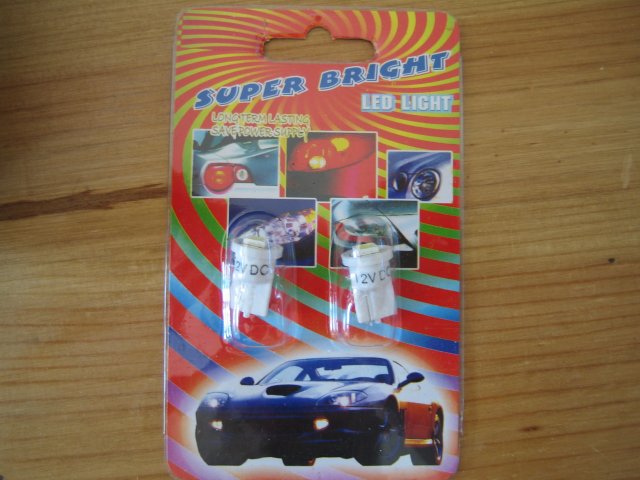 SUPER BRIGHT
LED LIGHT
LONG TERM LASTING
SAVE POWER SUPPLY
12V DC
12V DC